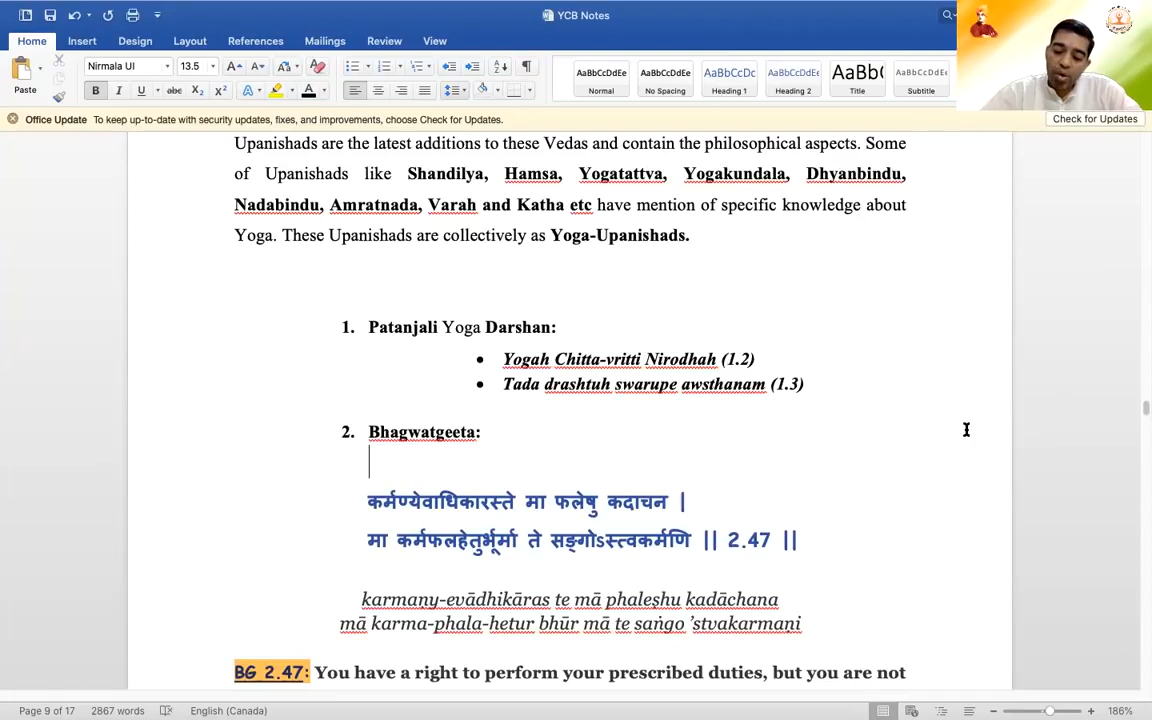 YCB Notes
Home Insert Design Layout References Mailings Review View
Paste
Nirmala UI 13.5
B I U abc X₂ X²
AaBbCcDdEe AaBbCcDdEe AaBbCcDc AaBbCcDdEe AaBb( AaBbCcDdEe
Normal No Spacing Heading 1 Heading 2 Title Subtitle
Office Update To keep up-to-date with security updates, fixes, and improvements, choose Check for Updates. Check for Updates
Upanishads are the latest additions to these Vedas and contain the philosophical aspects. Some
of Upanishads like Shandilya, Hamsa, Yogatattva, Yogakundala, Dhyanbindu,
Nadabindu, Amratnada, Varah and Katha etc have mention of specific knowledge about
Yoga. These Upanishads are collectively as Yoga-Upanishads.
1. Patanjali Yoga Darshan:
• Yogah Chitta-vritti Nirodhah (1.2)
• Tada drashtuh swarupe awsthanam (1.3)
2. Bhagwatgeeta:
कर्मण्येवाधिकारस्ते मा फलेषु कदाचन |
मा कर्मफलहेतुर्भूर्मा ते सङ्गोऽस्त्वकर्मणि || 2.47 ||
karmaṇy-evādhikāras te mā phaleṣhu kadāchana
mā karma-phala-hetur bhūr mā te saṅgo ’stvakarmaṇi
BG 2.47: You have a right to perform your prescribed duties, but you are not
Page 9 of 17 2867 words English (Canada) 186%